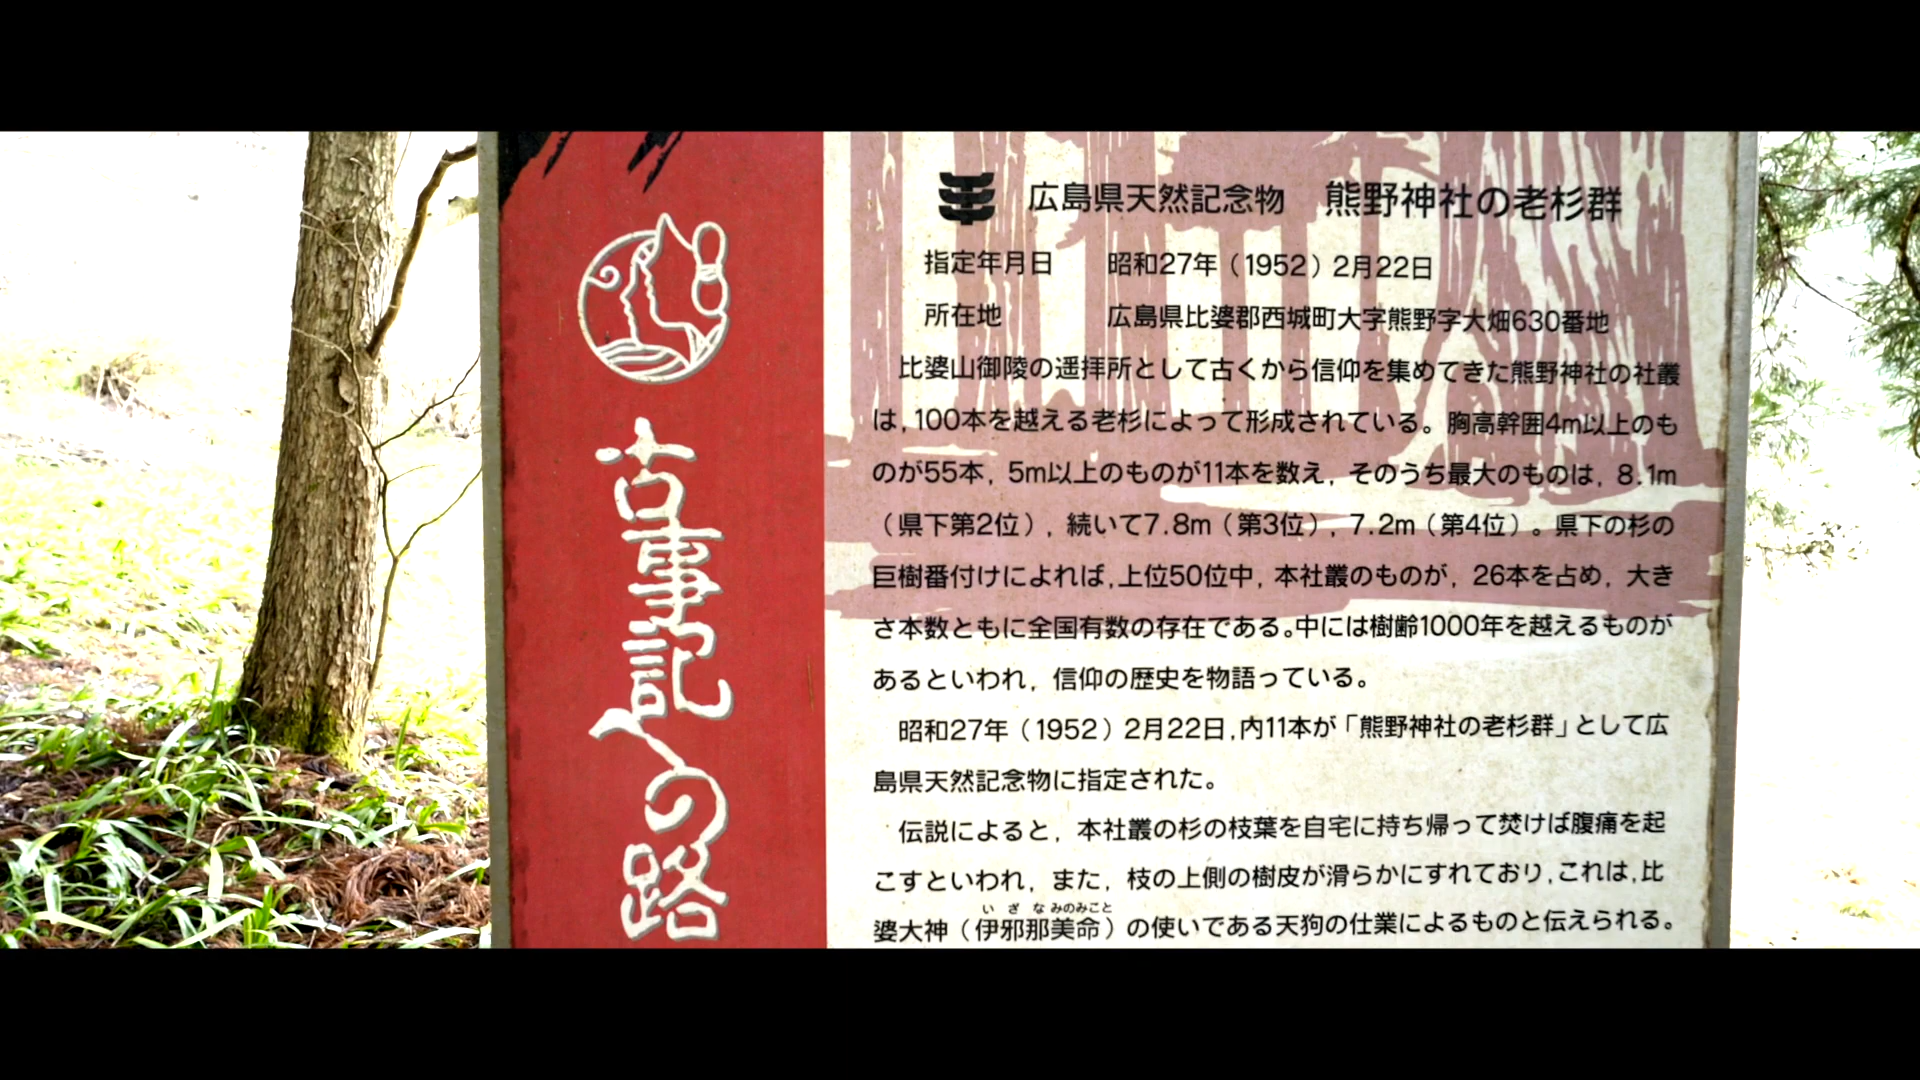 古事記への路
広島県天然記念物　熊野神社の老杉群
指定年月日　昭和27年（1952）2月22日
所在地　広島県比婆郡西城町大字熊野字大畑630番地
比婆山御陵の遥拝所として古くから信仰を集めてきた熊野神社の社叢
は，100本を越える老杉によって形成されている。胸高幹囲4m以上のも
のが55本，5m以上のものが11本を数え，そのうち最大のものは，8.1m
（県下第2位），続いて7.8m（第3位），7.2m（第4位）。県下の杉の
巨樹番付けによれば，上位50位中，本社叢のものが，26本を占め，大き
さ本数ともに全国有数の存在である。中には樹齢1000年を越えるものが
あるといわれ，信仰の歴史を物語っている。
昭和27年（1952）2月22日，内11本が「熊野神社の老杉群」として広
島県天然記念物に指定された。
伝説によると，本社叢の杉の枝葉を自宅に持ち帰って焚けば腹痛を起
こすといわれ，また，枝の上側の樹皮が滑らかにすれており，これは，比
いざなみのみこと
婆大神（伊邪那美命）の使いである天狗の仕業によるものと伝えられる。